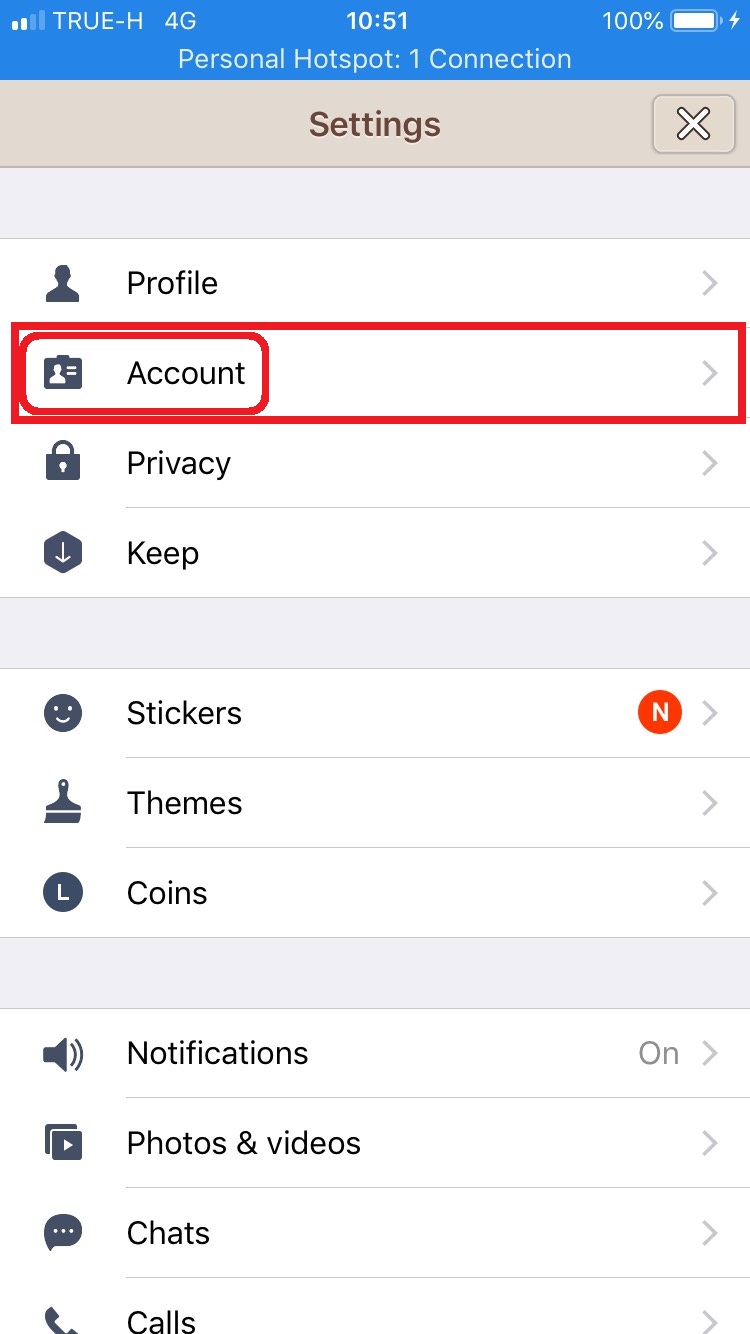 TRUE-H 4G 10:51 100%
Personal Hotspot: 1 Connection
Settings
Profile
Account
Privacy
Keep
Stickers N
Themes
L Coins
Notifications On
Photos & videos
Chats
Calls